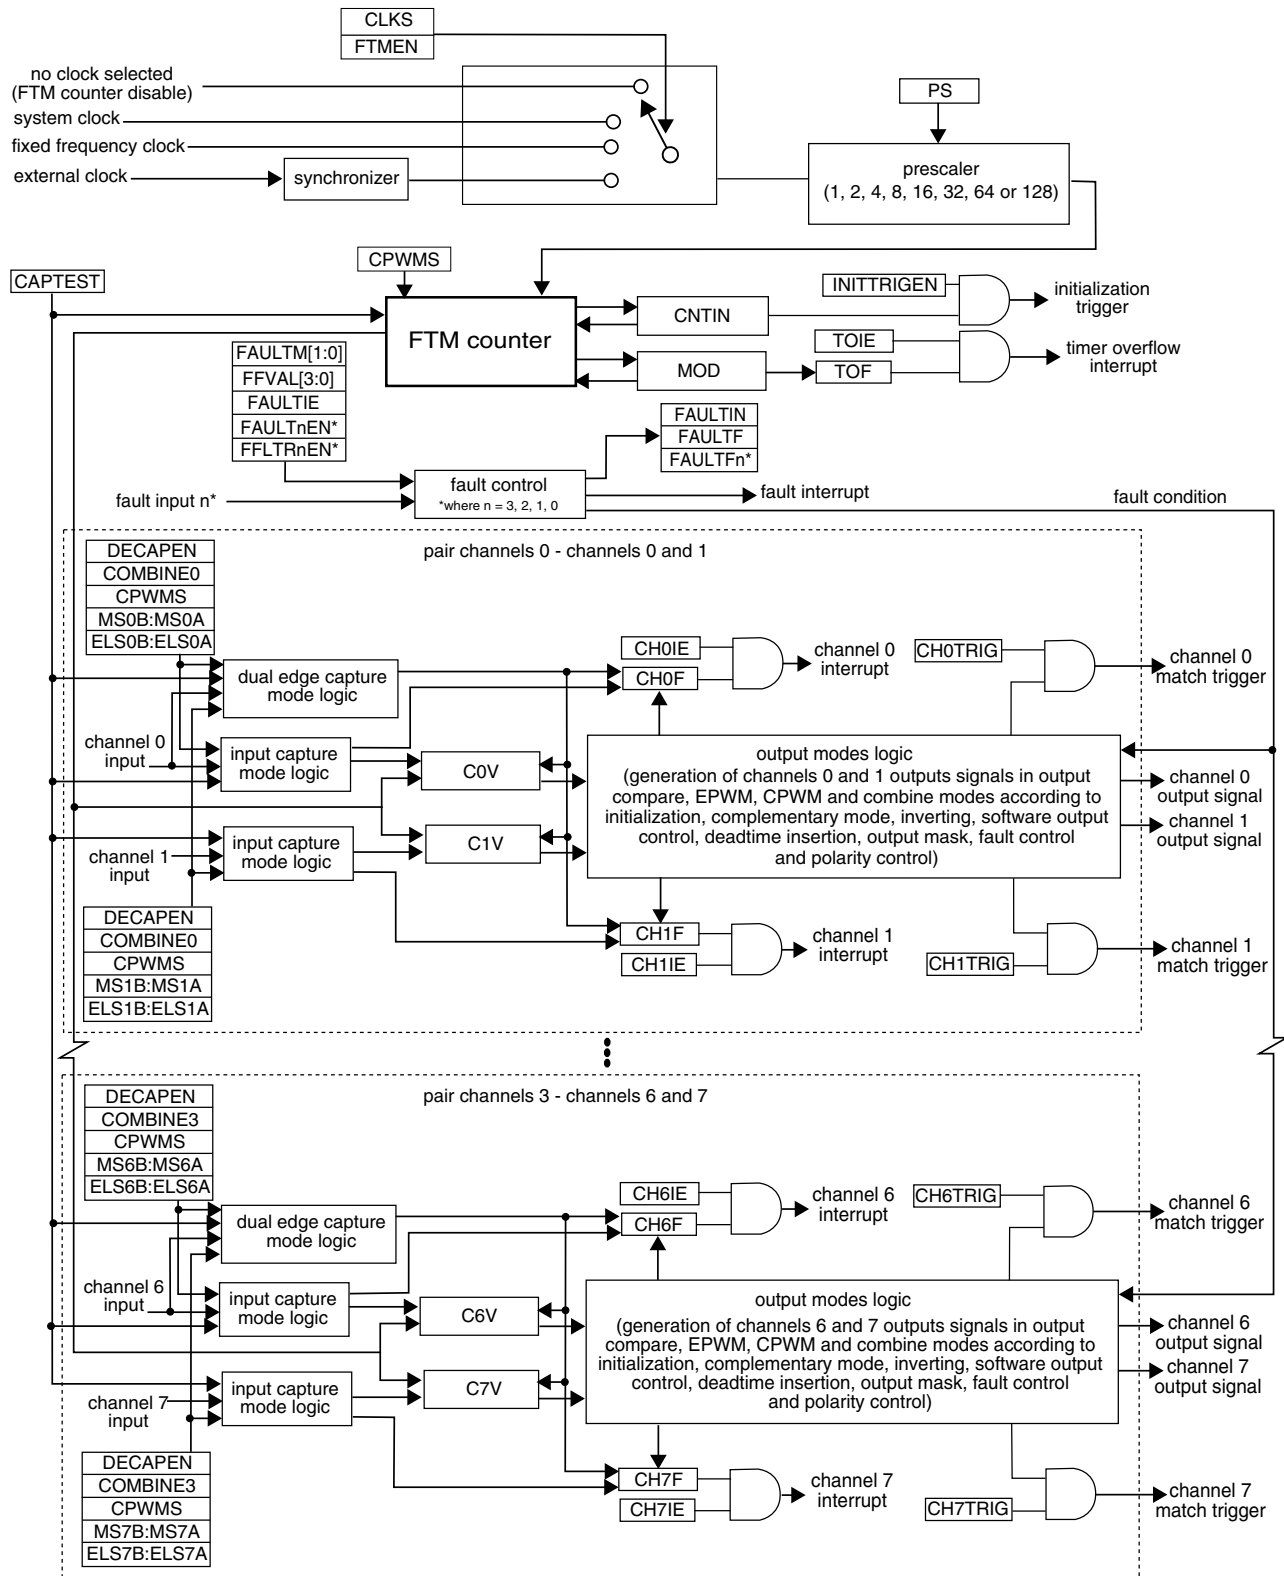 CLKS
FTMEN
no clock selected
(FTM counter disable)
system clock
fixed frequency clock
external clock
synchronizer
PS
prescaler
(1, 2, 4, 8, 16, 32, 64 or 128)
CPWMS
CAPTEST
FTM counter
CNTIN
MOD
INITTRIGEN
initialization
trigger
TOIE
TOF
timer overflow
interrupt
FAULTM[1:0]
FFVAL[3:0]
FAULTIE
FAULTnEN*
FFLTRnEN*
FAULTIN
FAULTF
FAULTFn*
fault input n*
fault control
*where n = 3, 2, 1, 0
fault interrupt
fault condition
pair channels 0 - channels 0 and 1
DECAPEN
COMBINE0
CPWMS
MS0B:MS0A
ELS0B:ELS0A
dual edge capture
mode logic
CH0IE
CH0F
channel 0
interrupt
CH0TRIG
channel 0
match trigger
channel 0
input
input capture
mode logic
C0V
output modes logic
(generation of channels 0 and 1 outputs signals in output
compare, EPWM, CPWM and combine modes according to
initialization, complementary mode, inverting, software output
control, deadtime insertion, output mask, fault control
and polarity control)
channel 0
output signal
channel 1
output signal
channel 1
input
input capture
mode logic
C1V
DECAPEN
COMBINE0
CPWMS
MS1B:MS1A
ELS1B:ELS1A
CH1F
CH1IE
channel 1
interrupt
CH1TRIG
channel 1
match trigger
pair channels 3 - channels 6 and 7
DECAPEN
COMBINE3
CPWMS
MS6B:MS6A
ELS6B:ELS6A
dual edge capture
mode logic
CH6IE
CH6F
channel 6
interrupt
CH6TRIG
channel 6
match trigger
channel 6
input
input capture
mode logic
C6V
output modes logic
(generation of channels 6 and 7 outputs signals in output
compare, EPWM, CPWM and combine modes according to
initialization, complementary mode, inverting, software output
control, deadtime insertion, output mask, fault control
and polarity control)
channel 6
output signal
channel 7
output signal
channel 7
input
input capture
mode logic
C7V
DECAPEN
COMBINE3
CPWMS
MS7B:MS7A
ELS7B:ELS7A
CH7F
CH7IE
channel 7
interrupt
CH7TRIG
channel 7
match trigger